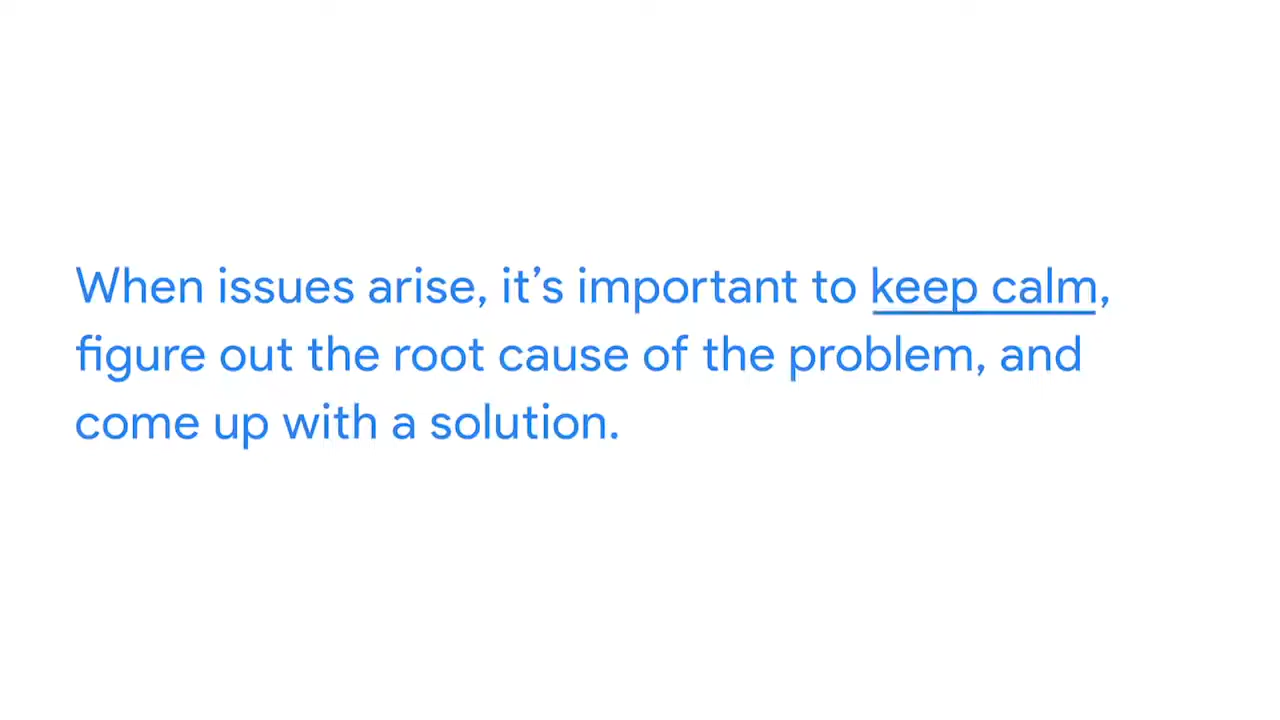 When issues arise, it’s important to keep calm,
figure out the root cause of the problem, and
come up with a solution.